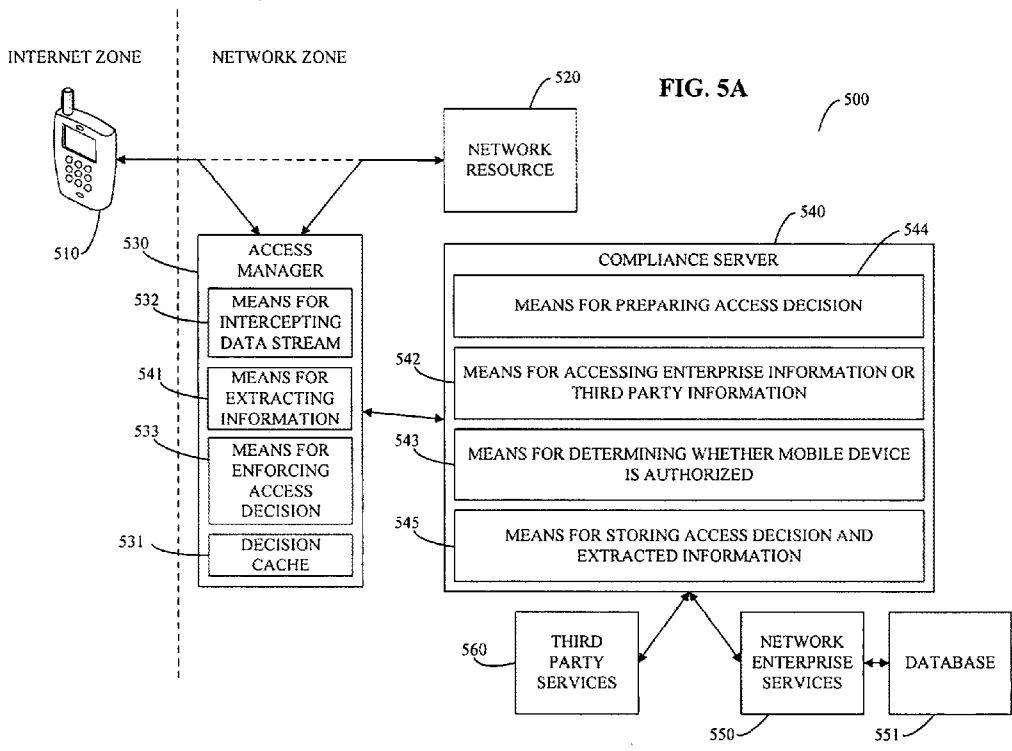 INTERNET ZONE
NETWORK ZONE
FIG. 5A
500
520
NETWORK
RESOURCE
510
530
ACCESS
MANAGER
532
MEANS FOR
INTERCEPTING
DATA STREAM
541
MEANS FOR
EXTRACTING
INFORMATION
533
MEANS FOR
ENFORCING
ACCESS
DECISION
531
DECISION
CACHE
540
544
COMPLIANCE SERVER
MEANS FOR PREPARING ACCESS DECISION
542
MEANS FOR ACCESSING ENTERPRISE INFORMATION OR
THIRD PARTY INFORMATION
543
MEANS FOR DETERMINING WHETHER MOBILE DEVICE
IS AUTHORIZED
545
MEANS FOR STORING ACCESS DECISION AND
EXTRACTED INFORMATION
560
THIRD
PARTY
SERVICES
NETWORK
ENTERPRISE
SERVICES
550
DATABASE
551